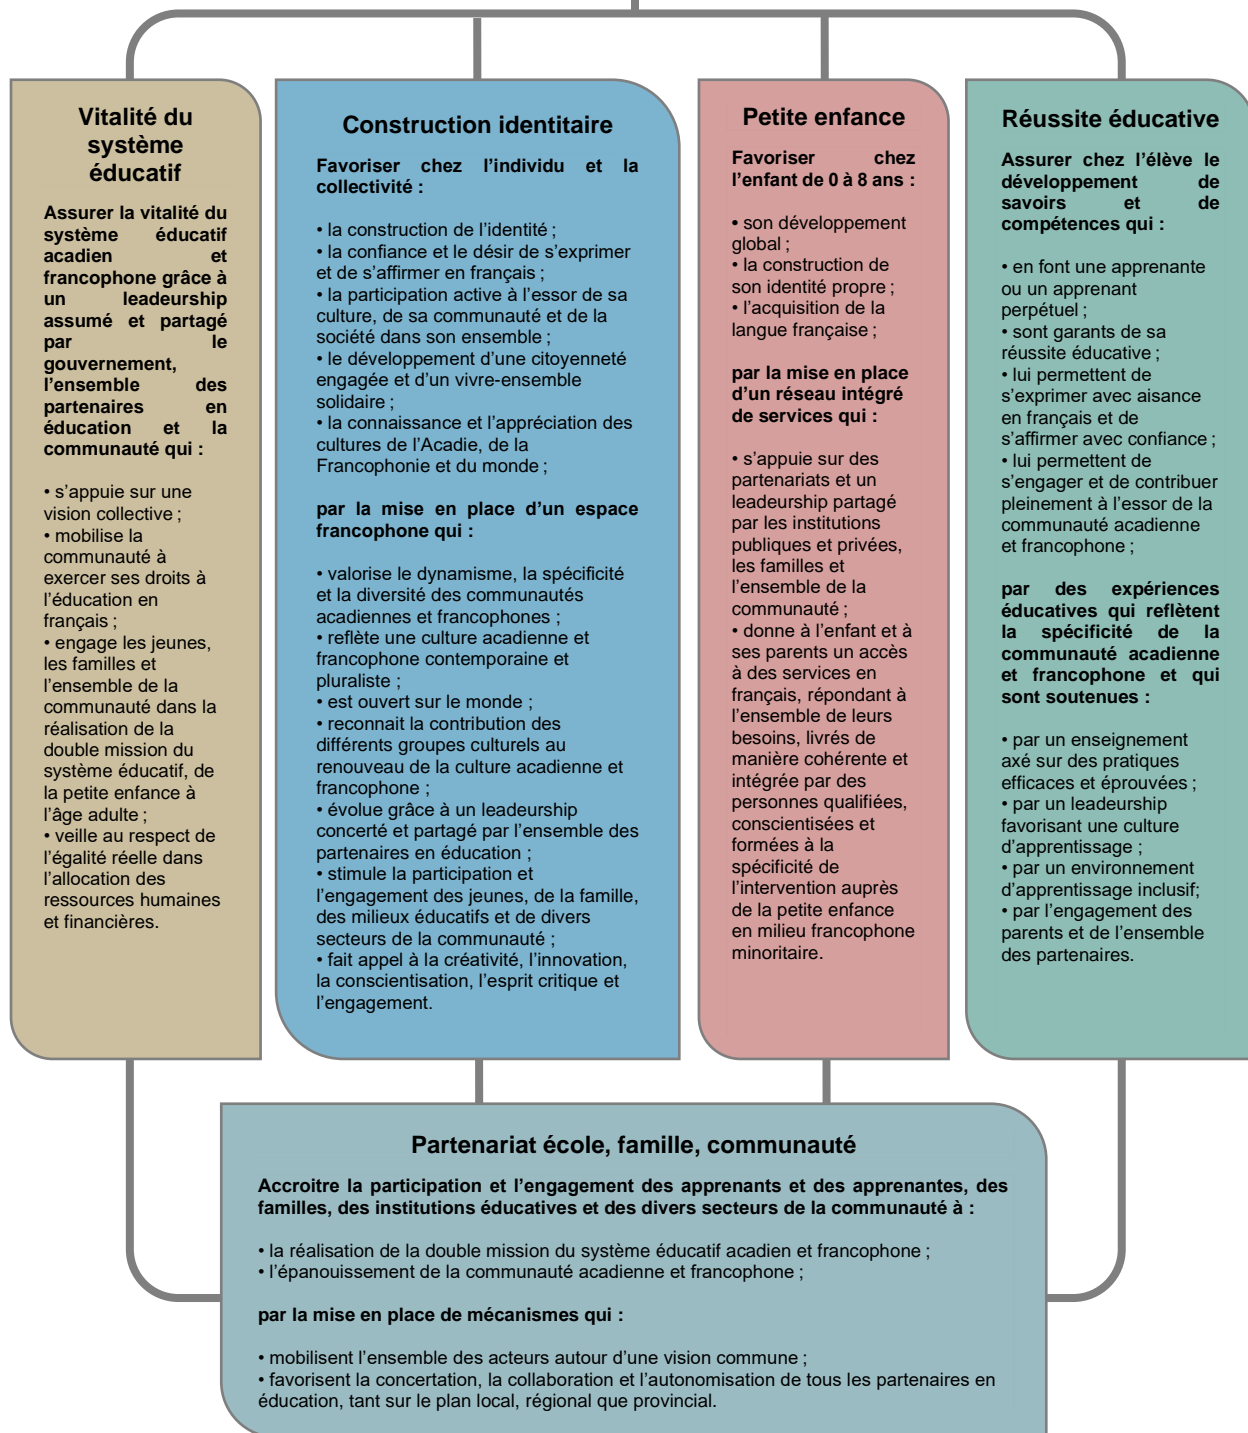 Vitalité du
système
éducatif
Assurer la vitalité du
système éducatif
acadien et
francophone grâce à
un leadeurship
assumé et partagé
par le
gouvernement,
l’ensemble des
partenaires en
éducation et la
communauté qui :
• s’appuie sur une
vision collective ;
• mobilise la
communauté à
exercer ses droits à
l’éducation en
français ;
• engage les jeunes,
les familles et
l’ensemble de la
communauté dans la
réalisation de la
double mission du
système éducatif, de
la petite enfance à
l’âge adulte ;
• veille au respect de
l’égalité réelle dans
l’allocation des
ressources humaines
et financières.
Construction identitaire
Favoriser chez l’individu et la
collectivité :
• la construction de l’identité ;
• la confiance et le désir de s’exprimer
et de s’affirmer en français ;
• la participation active à l’essor de sa
culture, de sa communauté et de la
société dans son ensemble ;
• le développement d’une citoyenneté
engagée et d’un vivre-ensemble
solidaire ;
• la connaissance et l’appréciation des
cultures de l’Acadie, de la
Francophonie et du monde ;
par la mise en place d’un espace
francophone qui :
• valorise le dynamisme, la spécificité
et la diversité des communautés
acadiennes et francophones ;
• reflète une culture acadienne et
francophone contemporaine et
pluraliste ;
• est ouvert sur le monde ;
• reconnait la contribution des
différents groupes culturels au
renouveau de la culture acadienne et
francophone ;
• évolue grâce à un leadeurship
concerté et partagé par l’ensemble des
partenaires en éducation ;
• stimule la participation et
l’engagement des jeunes, de la famille,
des milieux éducatifs et de divers
secteurs de la communauté ;
• fait appel à la créativité, l’innovation,
la conscientisation, l’esprit critique et
l’engagement.
Petite enfance
Favoriser chez
l’enfant de 0 à 8 ans :
• son développement
global ;
• la construction de
son identité propre ;
• l’acquisition de la
langue française ;
par la mise en place
d’un réseau intégré
de services qui :
• s’appuie sur des
partenariats et un
leadeurship partagé
par les institutions
publiques et privées,
les familles et
l’ensemble de la
communauté ;
• donne à l’enfant et à
ses parents un accès
à des services en
français, répondant à
l’ensemble de leurs
besoins, livrés de
manière cohérente et
intégrée par des
personnes qualifiées,
conscientisées et
formées à la
spécificité de
l’intervention auprès
de la petite enfance
en milieu francophone
minoritaire.
Réussite éducative
Assurer chez l’élève le
développement de
savoirs et de
compétences qui :
• en font une apprenante
ou un apprenant
perpétuel ;
• sont garants de sa
réussite éducative ;
• lui permettent de
s’exprimer avec aisance
en français et de
s’affirmer avec confiance ;
• lui permettent de
s’engager et de contribuer
pleinement à l’essor de la
communauté acadienne
et francophone ;
par des expériences
éducatives qui reflètent
la spécificité de la
communauté acadienne
et francophone et qui
sont soutenues :
• par un enseignement
axé sur des pratiques
efficaces et éprouvées ;
• par un leadeurship
favorisant une culture
d’apprentissage ;
• par un environnement
d’apprentissage inclusif;
• par l’engagement des
parents et de l’ensemble
des partenaires.
Partenariat école, famille, communauté
Accroitre la participation et l’engagement des apprenants et des apprenantes, des
familles, des institutions éducatives et des divers secteurs de la communauté à :
• la réalisation de la double mission du système éducatif acadien et francophone ;
• l’épanouissement de la communauté acadienne et francophone ;
par la mise en place de mécanismes qui :
• mobilisent l’ensemble des acteurs autour d’une vision commune ;
• favorisent la concertation, la collaboration et l’autonomisation de tous les partenaires en
éducation, tant sur le plan local, régional que provincial.